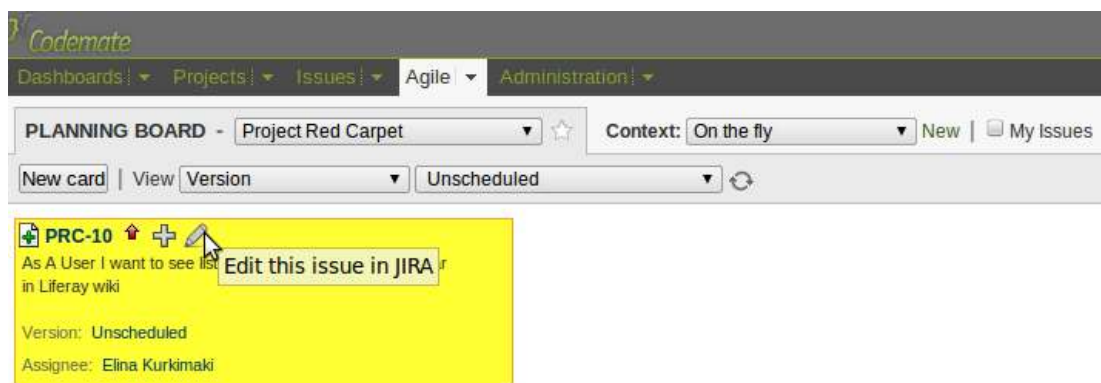 Codemate
Dashboards Projects Issues Agile Administration
PLANNING BOARD - Project Red Carpet Context: On the fly New | My Issues
New card | View Version Unscheduled
PRC-10
As A User I want to see list
Edit this issue in JIRA
in Liferay wiki
Version: Unscheduled
Assignee: Elina Kurkimaki